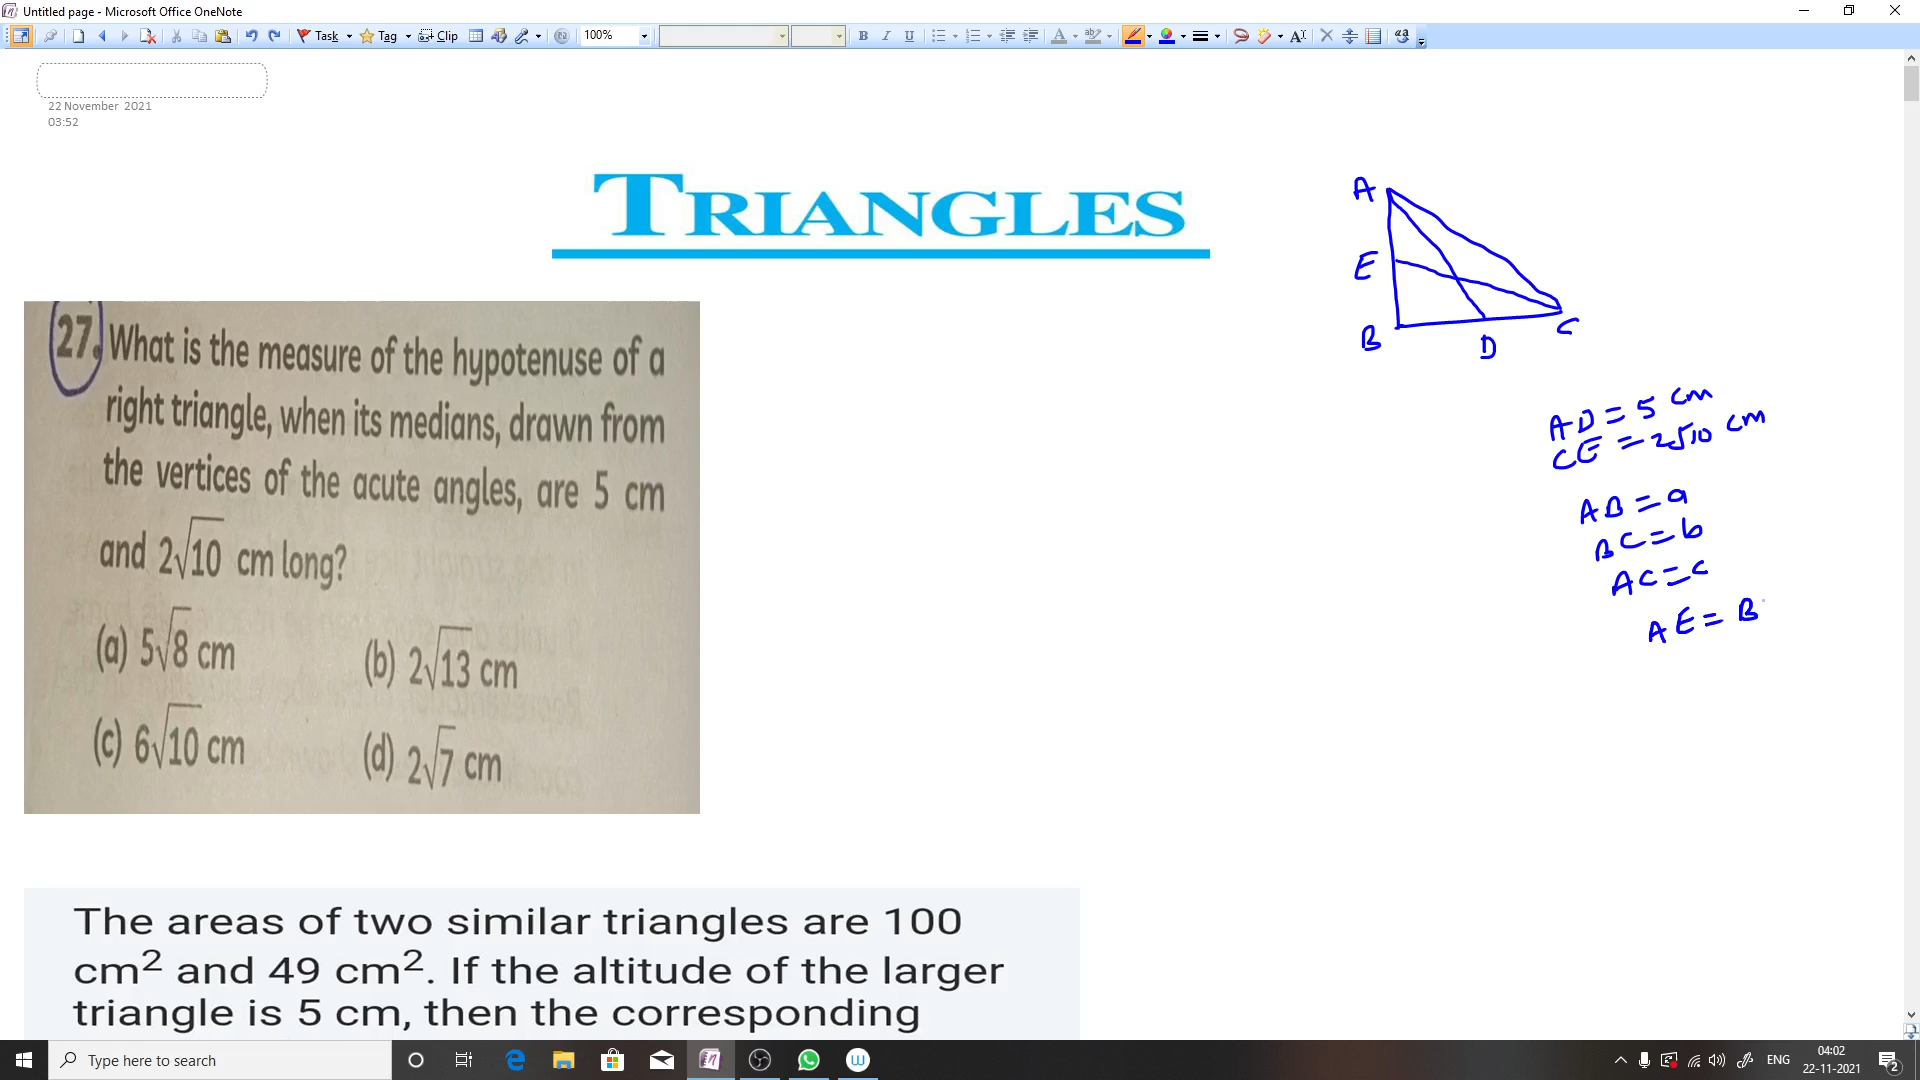 Untitled page - Microsoft Office OneNote
Task Tag Clip 100% B I U
22 November 2021
03:52
TRIANGLES
27. What is the measure of the hypotenuse of a
right triangle, when its medians, drawn from
the vertices of the acute angles, are 5 cm
and 2√10 cm long?
(a) 5√8 cm (b) 2√13 cm
(c) 6√10 cm (d) 2√7 cm
A
E
B
D
C
AD = 5 cm
CE = 2√10 cm
AB = a
BC = b
AC = c
AE = B
The areas of two similar triangles are 100
cm² and 49 cm². If the altitude of the larger
triangle is 5 cm, then the corresponding
Type here to search
ENG
04:02
22-11-2021
2